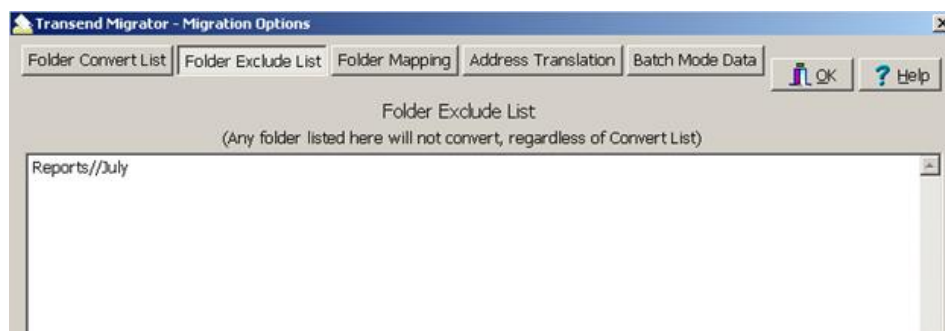 Transend Migrator - Migration Options
Folder Convert List Folder Exclude List Folder Mapping Address Translation Batch Mode Data OK ? Help
Folder Exclude List
(Any folder listed here will not convert, regardless of Convert List)
Reports//July